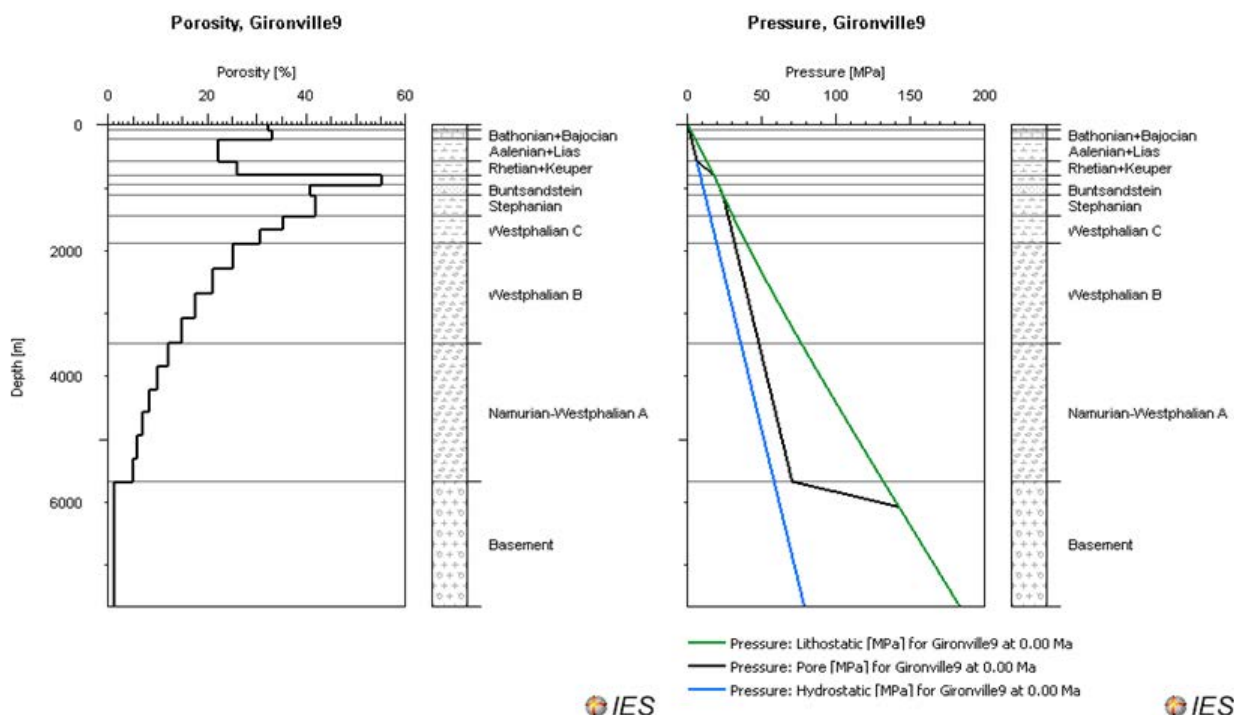 Porosity, Gironville9
Porosity [%]
0 20 40 60
0
2000
4000
6000
Depth [m]
Bathonian+Bajocian
Aalenian+Lias
Rhetian+Keuper
Buntsandstein
Stephanian
Westphalian C
Westphalian B
Namurian-Westphalian A
Basement
IES
Pressure, Gironville9
Pressure [MPa]
0 50 100 150 200
Bathonian+Bajocian
Aalenian+Lias
Rhetian+Keuper
Buntsandstein
Stephanian
Westphalian C
Westphalian B
Namurian-Westphalian A
Basement
Pressure: Lithostatic [MPa] for Gironville9 at 0.00 Ma
Pressure: Pore [MPa] for Gironville9 at 0.00 Ma
Pressure: Hydrostatic [MPa] for Gironville9 at 0.00 Ma
IES